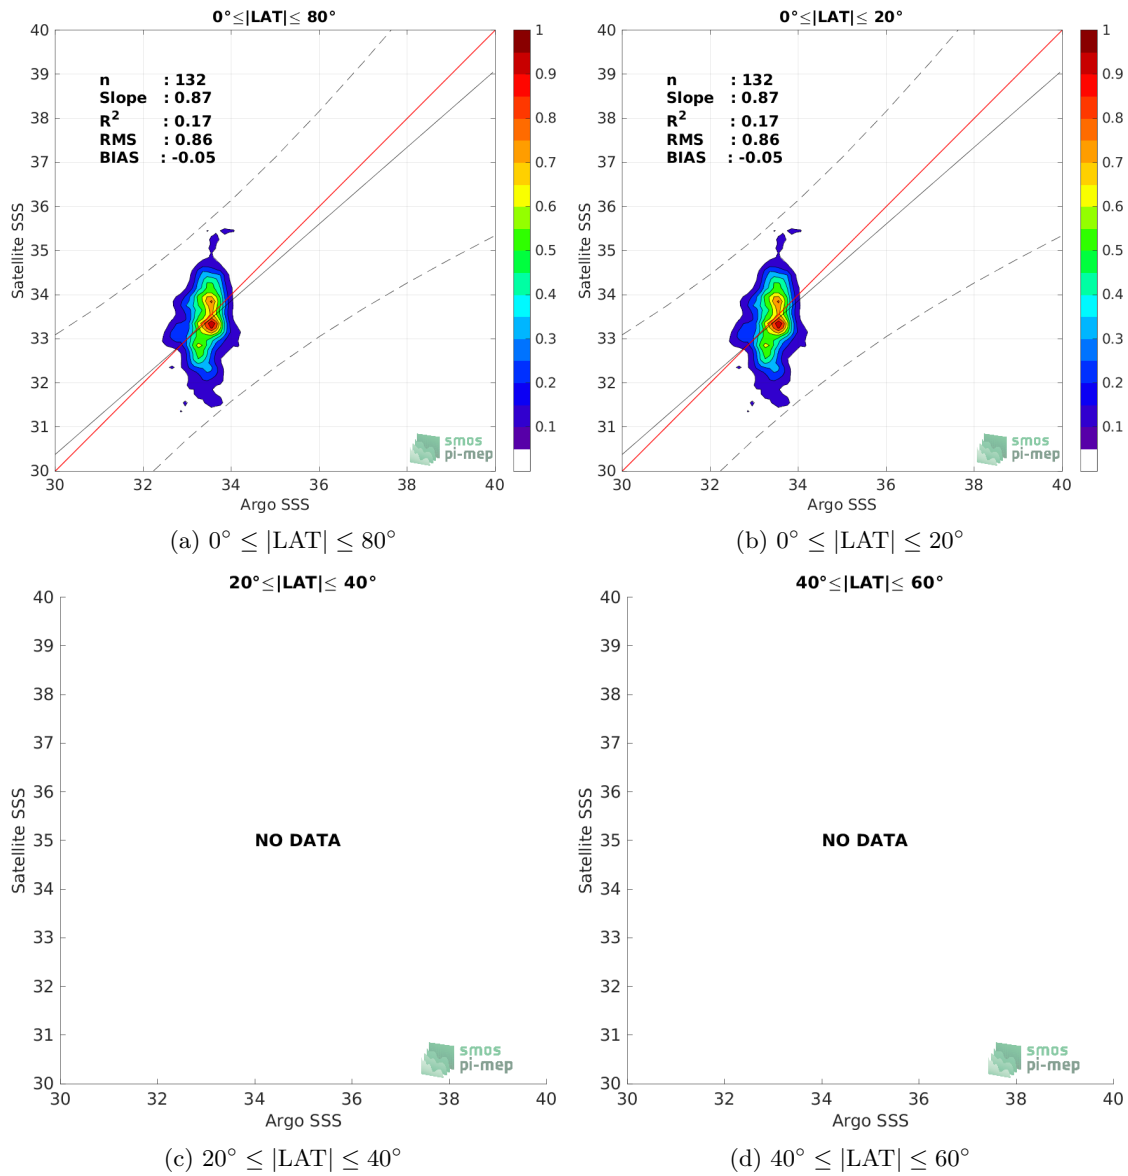 0°≤|LAT|≤ 80°
40
39
38
37
36
35
34
33
32
31
30
Satellite SSS
n : 132
Slope : 0.87
R² : 0.17
RMS : 0.86
BIAS : -0.05
1
0.9
0.8
0.7
0.6
0.5
0.4
0.3
0.2
0.1
smos
pi-mep
30 32 34 36 38 40
Argo SSS
(a) 0° ≤ |LAT| ≤ 80°
0°≤|LAT|≤ 20°
40
39
38
37
36
35
34
33
32
31
30
Satellite SSS
n : 132
Slope : 0.87
R² : 0.17
RMS : 0.86
BIAS : -0.05
1
0.9
0.8
0.7
0.6
0.5
0.4
0.3
0.2
0.1
smos
pi-mep
30 32 34 36 38 40
Argo SSS
(b) 0° ≤ |LAT| ≤ 20°
20°≤|LAT|≤ 40°
40
39
38
37
36
35
34
33
32
31
30
Satellite SSS
NO DATA
smos
pi-mep
30 32 34 36 38 40
Argo SSS
(c) 20° ≤ |LAT| ≤ 40°
40°≤|LAT|≤ 60°
40
39
38
37
36
35
34
33
32
31
30
Satellite SSS
NO DATA
smos
pi-mep
30 32 34 36 38 40
Argo SSS
(d) 40° ≤ |LAT| ≤ 60°